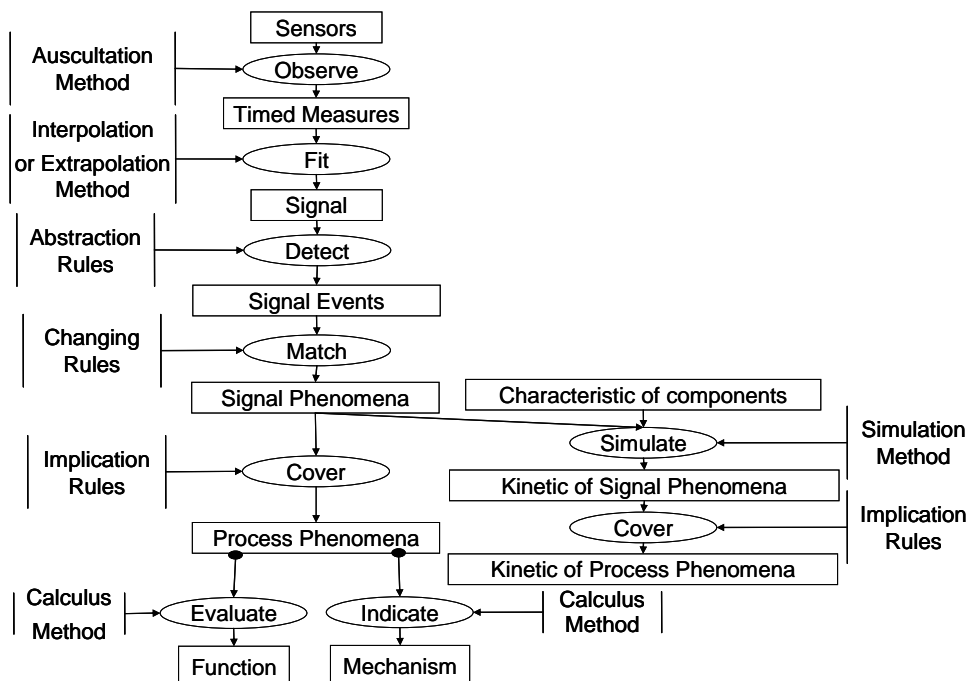 Sensors
Auscultation
Method
Observe
Timed Measures
Interpolation
or Extrapolation
Method
Fit
Signal
Abstraction
Rules
Detect
Signal Events
Changing
Rules
Match
Signal Phenomena
Characteristic of components
Simulate
Simulation
Method
Implication
Rules
Cover
Kinetic of Signal Phenomena
Cover
Implication
Rules
Process Phenomena
Kinetic of Process Phenomena
Calculus
Method
Evaluate
Indicate
Calculus
Method
Function
Mechanism